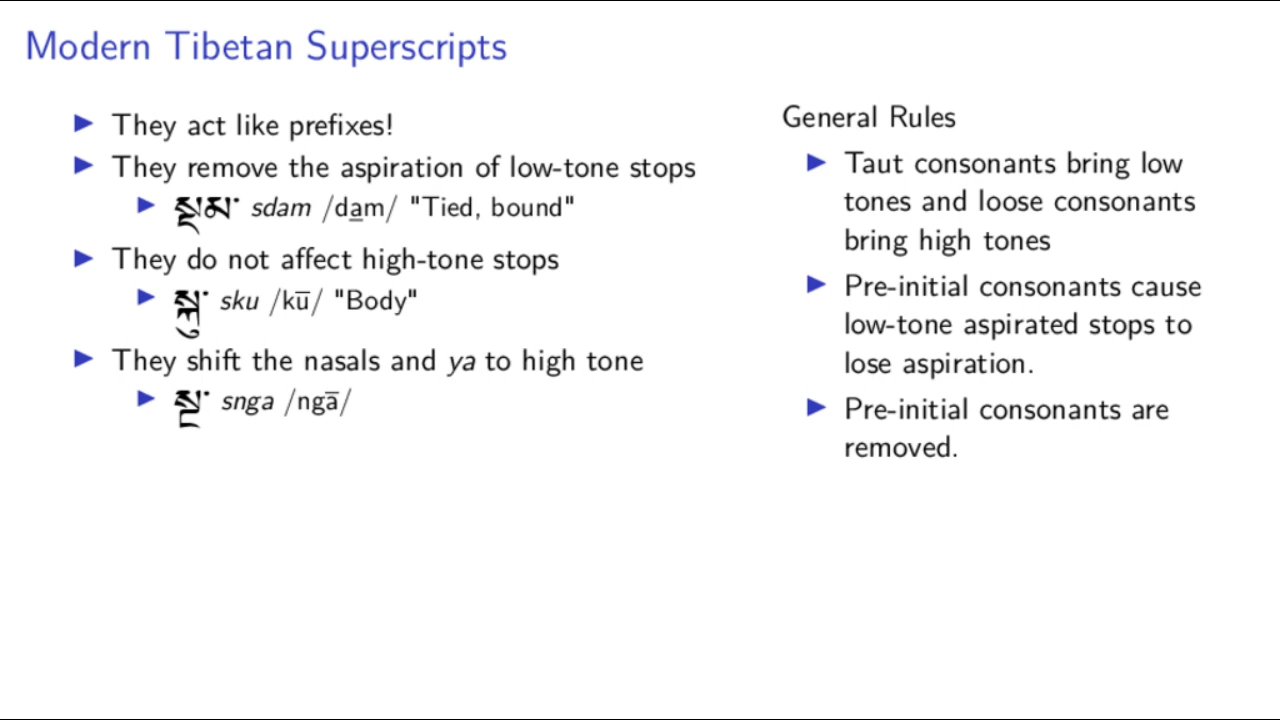 Modern Tibetan Superscripts
▶ They act like prefixes!
▶ They remove the aspiration of low-tone stops
▶ སྡམ་ sdam /da̲m/ "Tied, bound"
▶ They do not affect high-tone stops
▶ སྐུ་ sku /kū/ "Body"
▶ They shift the nasals and ya to high tone
▶ སྔ་ snga /ngā/
General Rules
▶ Taut consonants bring low
tones and loose consonants
bring high tones
▶ Pre-initial consonants cause
low-tone aspirated stops to
lose aspiration.
▶ Pre-initial consonants are
removed.